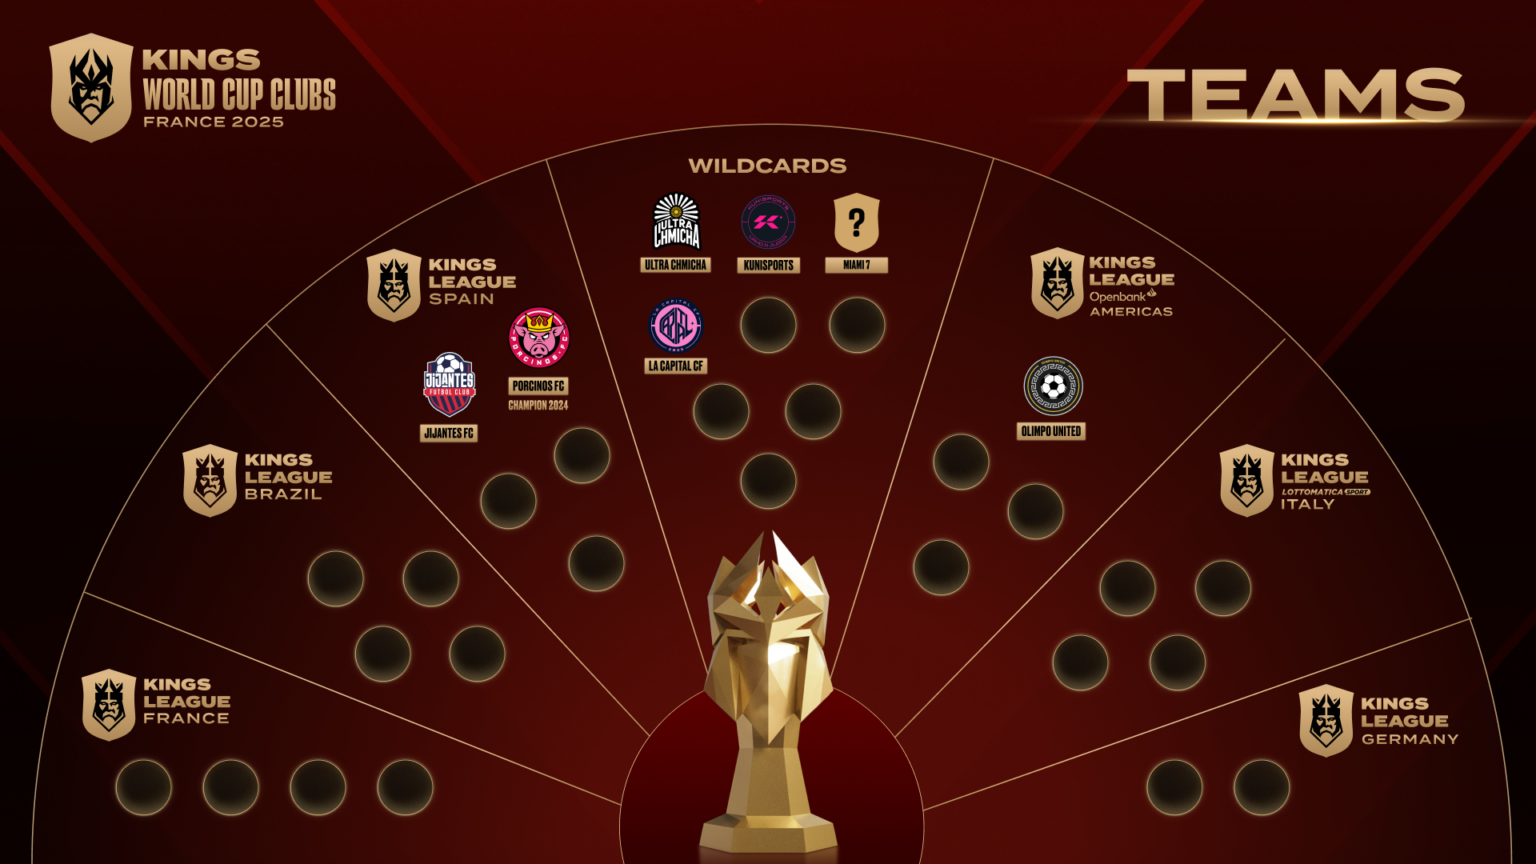 KINGS
WORLD CUP CLUBS
FRANCE 2025
TEAMS
WILDCARDS
ULTRA
CHMICHA
ULTRA CHMICHA
KUNISPORTS
?
MIAMI 7
LA CAPITAL CF
KINGS
LEAGUE
SPAIN
PORCINOS FC
PORCINOS FC
CHAMPION 2024
JIJANTES
FUTBOL CLUB
JIJANTES FC
KINGS
LEAGUE
Openbank
AMERICAS
OLIMPO UNITED
KINGS
LEAGUE
BRAZIL
KINGS
LEAGUE
LOTTOMATICA SPORT
ITALY
KINGS
LEAGUE
FRANCE
KINGS
LEAGUE
GERMANY